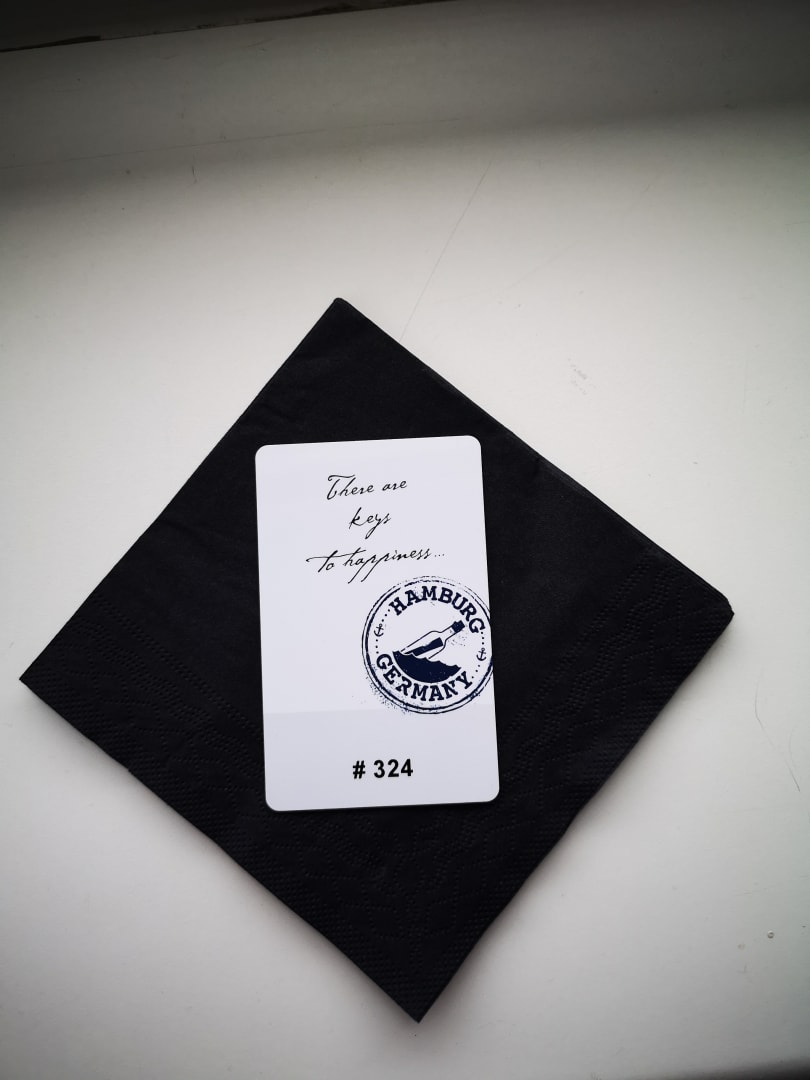 There are
keys
to happiness...
HAMBURG
GERMANY
# 324